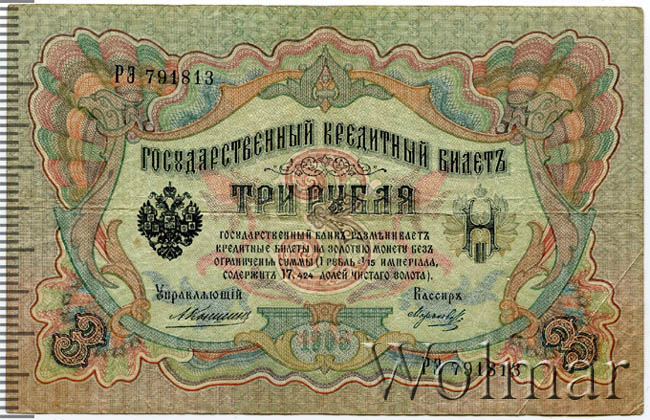 РЭ 791813
ГОСУДАРСТВЕННЫЙ КРЕДИТНЫЙ БИЛЕТЪ
ТРИ РУБЛЯ
ГОСУДАРСТВЕННЫЙ БАНКЪ РАЗМѢНИВАЕТЪ
КРЕДИТНЫЕ БИЛЕТЫ НА ЗОЛОТУЮ МОНЕТУ БЕЗЪ
ОГРАНИЧЕНІЯ СУММЫ (1 РУБЛЬ = 1/15 ИМПЕРІАЛА,
СОДЕРЖИТЪ 17,424 ДОЛЕЙ ЧИСТАГО ЗОЛОТА).
Управляющій Кассиръ
3 1905 3
РЭ 791813
Wolmar